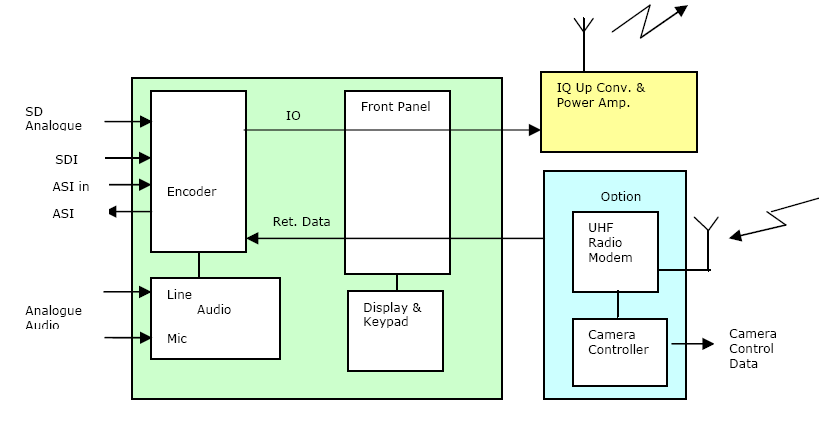 IQ Up Conv. &
Power Amp.
SD
Analogue
IO
Front Panel
SDI
ASI in
Encoder
ASI
Option
Ret. Data
UHF
Radio
Modem
Line
Audio
Mic
Analogue
Audio
Display &
Keypad
Camera
Controller
Camera
Control
Data